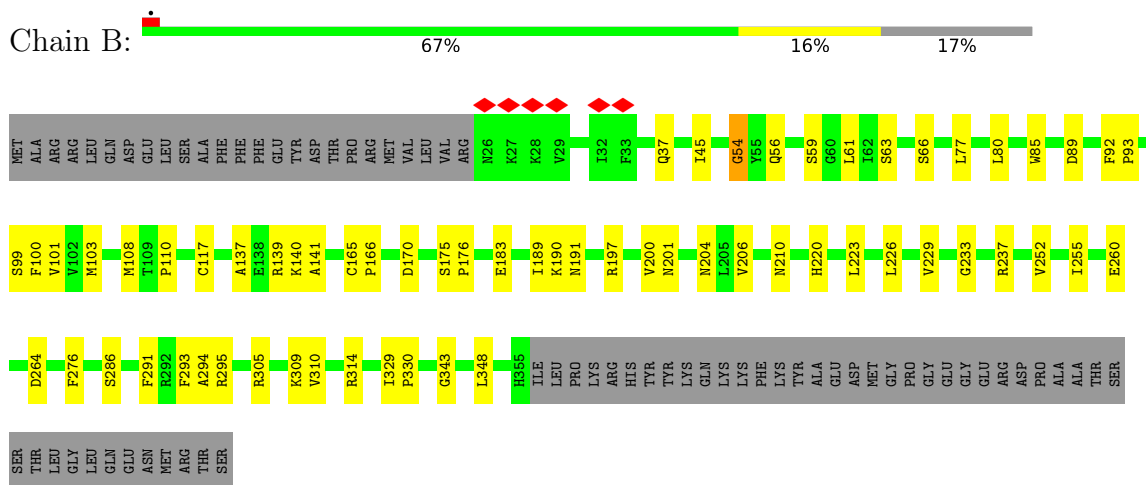 Chain B:
67% 16% 17%
MET ALA ARG ARG LEU GLN ASP GLU LEU SER ALA PHE PHE PHE GLU TYR ASP THR PRO ARG MET VAL LEU VAL ARG N26 K27 K28 V29 I32 F33 Q37 I45 G54 Y55 Q56 S59 G60 L61 I62 S63 S66 L77 L80 W85 D89 F92 P93
S99 F100 V101 V102 M103 M108 T109 P110 C117 A137 E138 R139 K140 A141 C165 P166 D170 S175 P176 E183 I189 K190 N191 R197 V200 N201 N204 L205 V206 N210 H220 L223 L226 V229 G233 R237 V252 I255 E260
D264 F276 S286 F291 R292 F293 A294 R295 R305 K309 V310 R314 I329 P330 G343 L348 H355 ILE LEU PRO LYS ARG HIS TYR TYR LYS GLN LYS LYS PHE LYS TYR ALA GLU ASP MET GLY PRO GLY GLU GLY GLU ARG ASP PRO ALA ALA THR SER
SER THR LEU GLY LEU GLN GLU ASN MET ARG THR SER